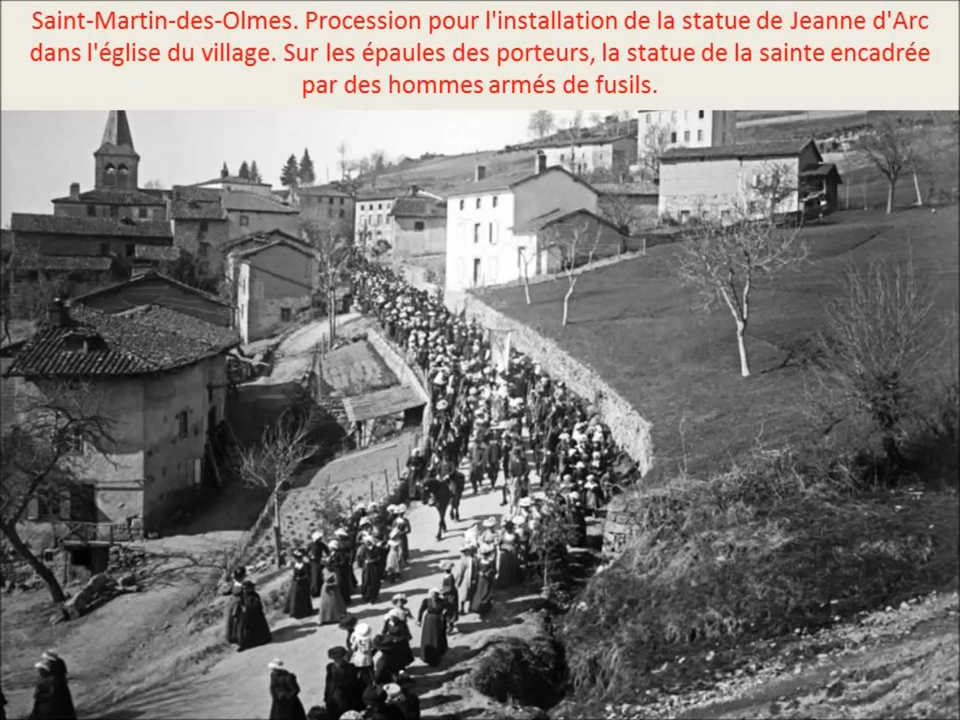 Saint-Martin-des-Olmes. Procession pour l'installation de la statue de Jeanne d'Arc
dans l'église du village. Sur les épaules des porteurs, la statue de la sainte encadrée
par des hommes armés de fusils.